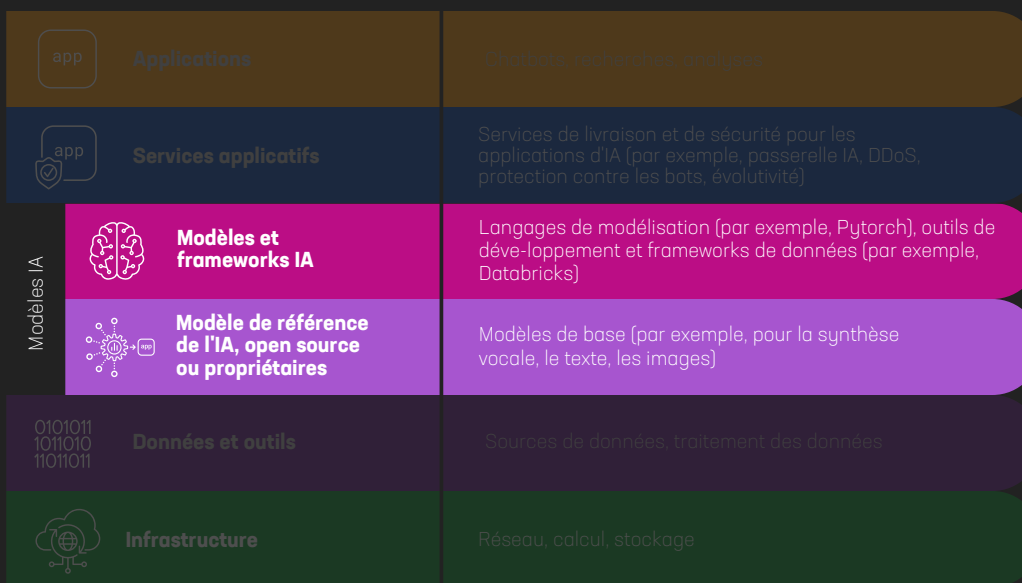 app
Applications
app
Services applicatifs
Services de livraison et de sécurité pour les
applications d'IA (par exemple, passerelle IA, DDoS,
protection contre les bots, évolutivité)
Modèles IA
Modèles et
frameworks IA
Langages de modélisation (par exemple, Pytorch), outils de
déve-loppement et frameworks de données (par exemple,
Databricks)
app
Modèle de référence
de l'IA, open source
ou propriétaires
Modèles de base (par exemple, pour la synthèse
vocale, le texte, les images)
0101011
1011010
11011011
Données et outils
Sources de données, traitement des données
Infrastructure
Réseau, calcul, stockage